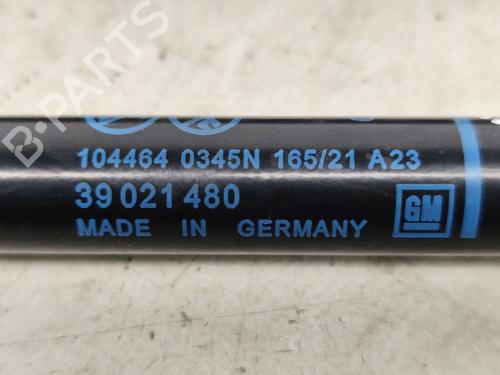 B-PARTS
104464 0345N 165/21 A23
39 021 480
MADE IN GERMANY
GM